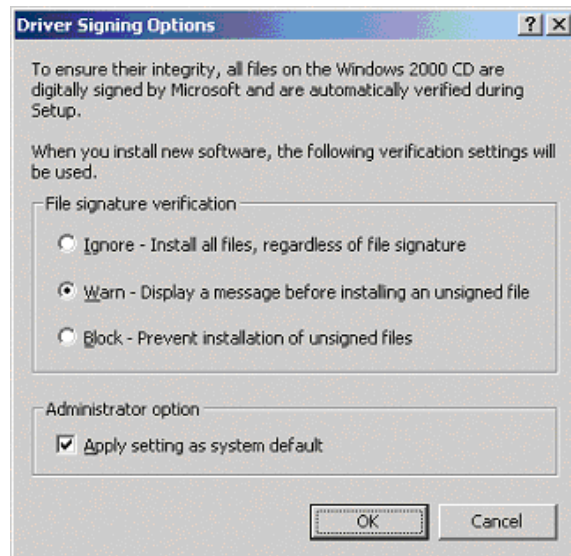 Driver Signing Options
To ensure their integrity, all files on the Windows 2000 CD are
digitally signed by Microsoft and are automatically verified during
Setup.
When you install new software, the following verification settings will
be used.
File signature verification
Ignore - Install all files, regardless of file signature
Warn - Display a message before installing an unsigned file
Block - Prevent installation of unsigned files
Administrator option
Apply setting as system default
OK Cancel